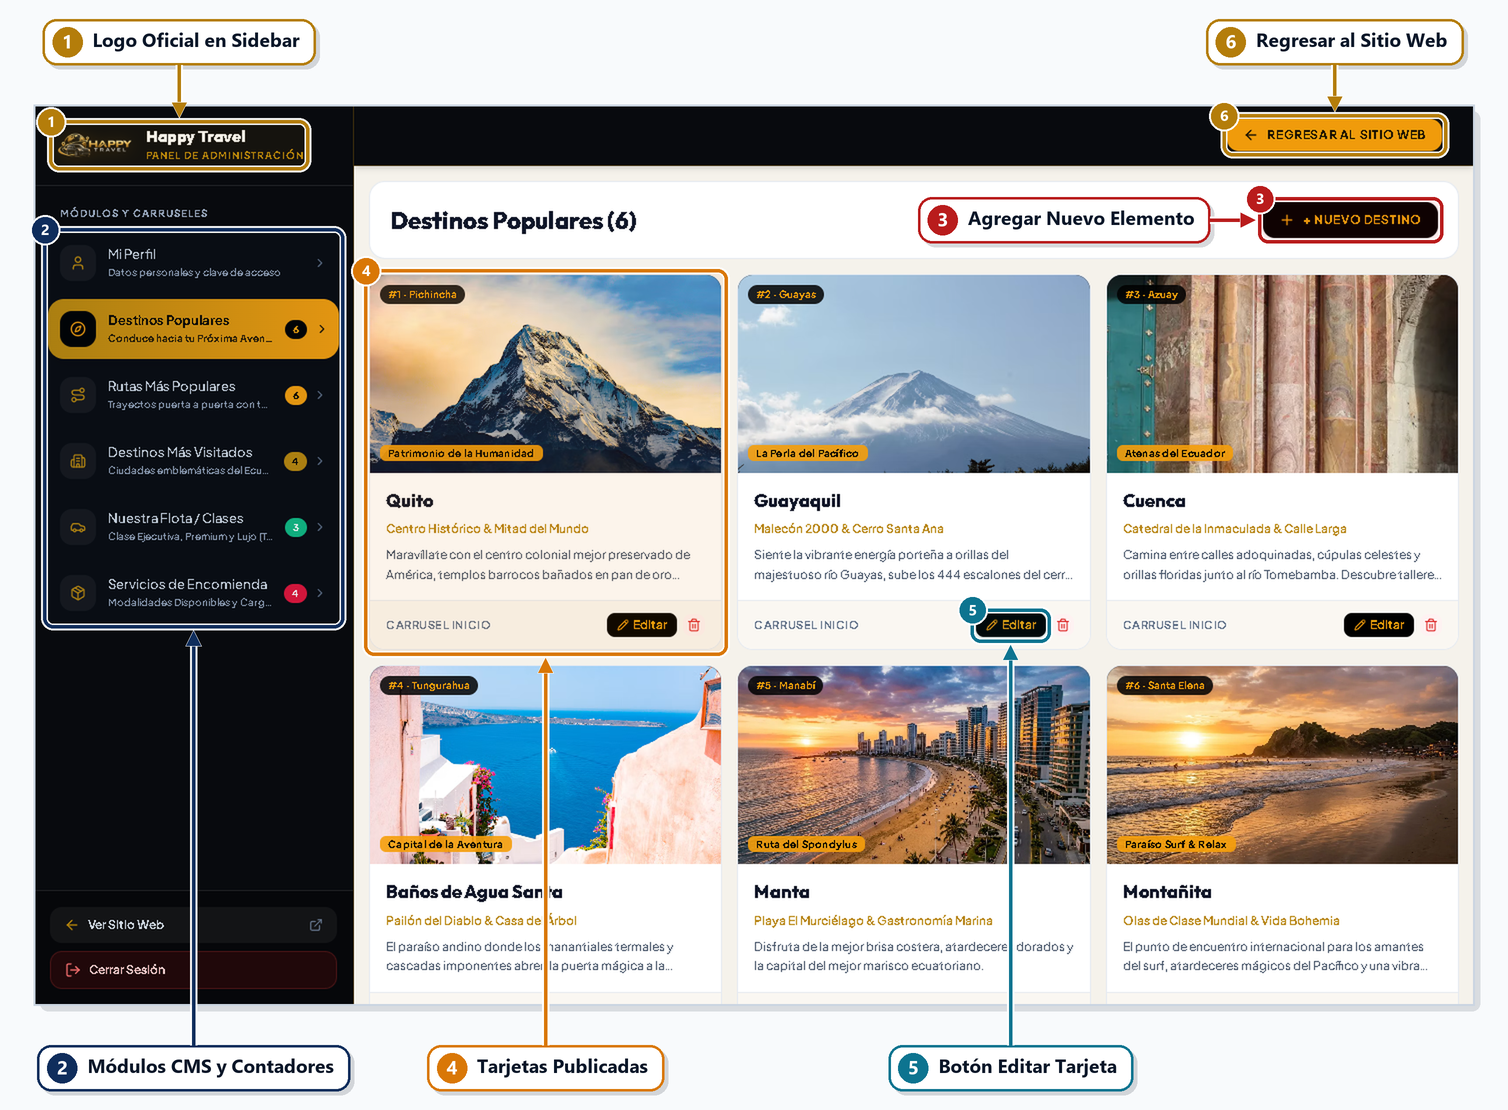 1 Logo Oficial en Sidebar
6 Regresar al Sitio Web
1
HAPPY
TRAVEL
Happy Travel
PANEL DE ADMINISTRACIÓN
6
← REGRESAR AL SITIO WEB
MÓDULOS Y CARRUSELES
2
Mi Perfil
Datos personales y clave de acceso
Destinos Populares
Conduce hacia tu Próxima Aven...
6
Rutas Más Populares
Trayectos puerta a puerta con t...
6
Destinos Más Visitados
Ciudades emblemáticas del Ecu...
4
Nuestra Flota / Clases
Clase Ejecutiva, Premium y Lujo (T...
3
Servicios de Encomienda
Modalidades Disponibles y Carg...
4
← Ver Sitio Web
Cerrar Sesión
Destinos Populares (6)
3 Agregar Nuevo Elemento
3
+ + NUEVO DESTINO
4
#1 · Pichincha
Patrimonio de la Humanidad
Quito
Centro Histórico & Mitad del Mundo
Maravíllate con el centro colonial mejor preservado de
América, templos barrocos bañados en pan de oro...
CARRUSEL INICIO
Editar
#2 · Guayas
La Perla del Pacífico
Guayaquil
Malecón 2000 & Cerro Santa Ana
Siente la vibrante energía porteña a orillas del
majestuoso río Guayas, sube los 444 escalones del cerr...
CARRUSEL INICIO
5
Editar
#3 · Azuay
Atenas del Ecuador
Cuenca
Catedral de la Inmaculada & Calle Larga
Camina entre calles adoquinadas, cúpulas celestes y
orillas floridas junto al río Tomebamba. Descubre tallere...
CARRUSEL INICIO
Editar
#4 · Tungurahua
Capital de la Aventura
Baños de Agua Santa
Pailón del Diablo & Casa del Árbol
El paraíso andino donde los manantiales termales y
cascadas imponentes abren la puerta mágica a la...
#5 · Manabí
Ruta del Spondylus
Manta
Playa El Murciélago & Gastronomía Marina
Disfruta de la mejor brisa costera, atardeceres dorados y
la capital del mejor marisco ecuatoriano.
#6 · Santa Elena
Paraíso Surf & Relax
Montañita
Olas de Clase Mundial & Vida Bohemia
El punto de encuentro internacional para los amantes
del surf, atardeceres mágicos del Pacífico y una vibra...
2 Módulos CMS y Contadores
4 Tarjetas Publicadas
5 Botón Editar Tarjeta